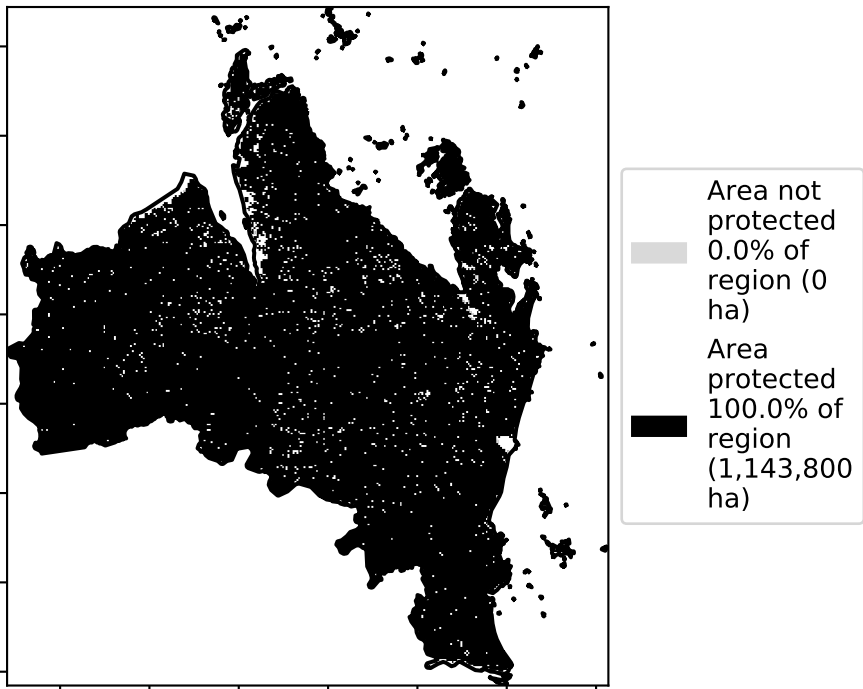 Area not
protected
0.0% of
region (0
ha)
Area
protected
100.0% of
region
(1,143,800
ha)